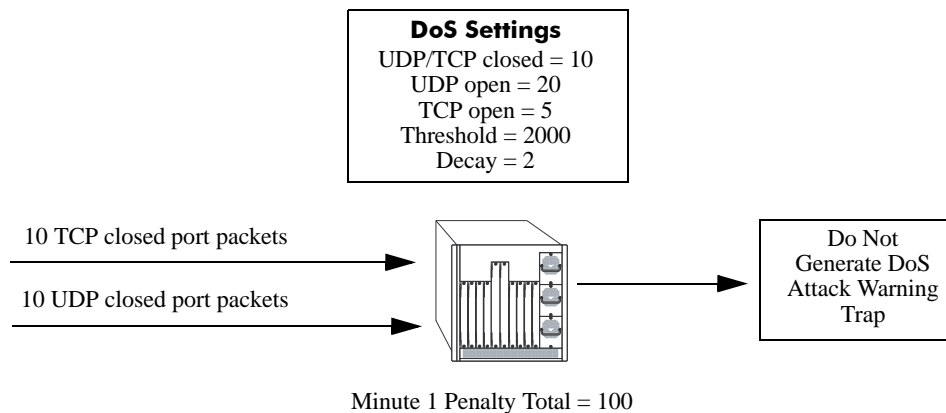 DoS Settings
UDP/TCP closed = 10
UDP open = 20
TCP open = 5
Threshold = 2000
Decay = 2
10 TCP closed port packets
10 UDP closed port packets
Do Not
Generate DoS
Attack Warning
Trap
Minute 1 Penalty Total = 100